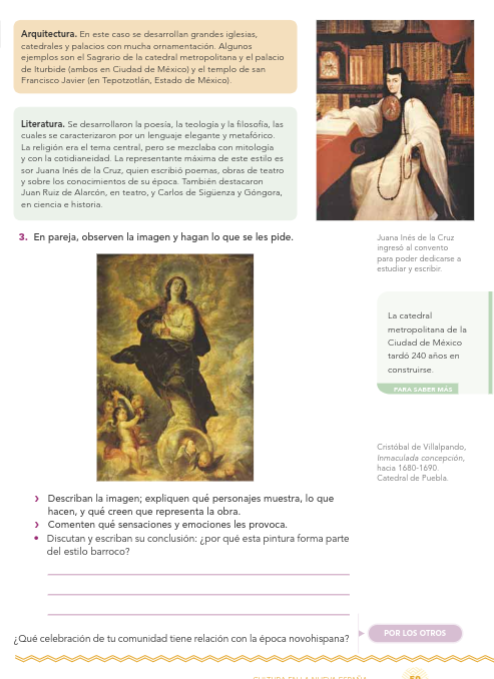 Arquitectura. En este caso se desarrollan grandes iglesias,
catedrales y palacios con mucha ornamentación. Algunos
ejemplos son el Sagrario de la catedral metropolitana y el palacio
de Iturbide (ambos en Ciudad de México) y el templo de san
Francisco Javier (en Tepotzotlán, Estado de México).
Literatura. Se desarrollaron la poesía, la teología y la filosofía, las
cuales se caracterizaron por un lenguaje elegante y metafórico.
La religión era el tema central, pero se mezclaba con mitología
y con la cotidianeidad. La representante máxima de este estilo es
sor Juana Inés de la Cruz, quien escribió poemas, obras de teatro
y sobre los conocimientos de su época. También destacaron
Juan Ruiz de Alarcón, en teatro, y Carlos de Sigüenza y Góngora,
en ciencia e historia.
Juana Inés de la Cruz
ingresó al convento
para poder dedicarse a
estudiar y escribir.
3. En pareja, observen la imagen y hagan lo que se les pide.
La catedral
metropolitana de la
Ciudad de México
tardó 240 años en
construirse.
PARA SABER MÁS
Cristóbal de Villalpando,
Inmaculada concepción,
hacia 1680-1690.
Catedral de Puebla.
Describan la imagen; expliquen qué personajes muestra, lo que
hacen, y qué creen que representa la obra.
Comenten qué sensaciones y emociones les provoca.
• Discutan y escriban su conclusión: ¿por qué esta pintura forma parte
del estilo barroco?
¿Qué celebración de tu comunidad tiene relación con la época novohispana?
POR LOS OTROS
59